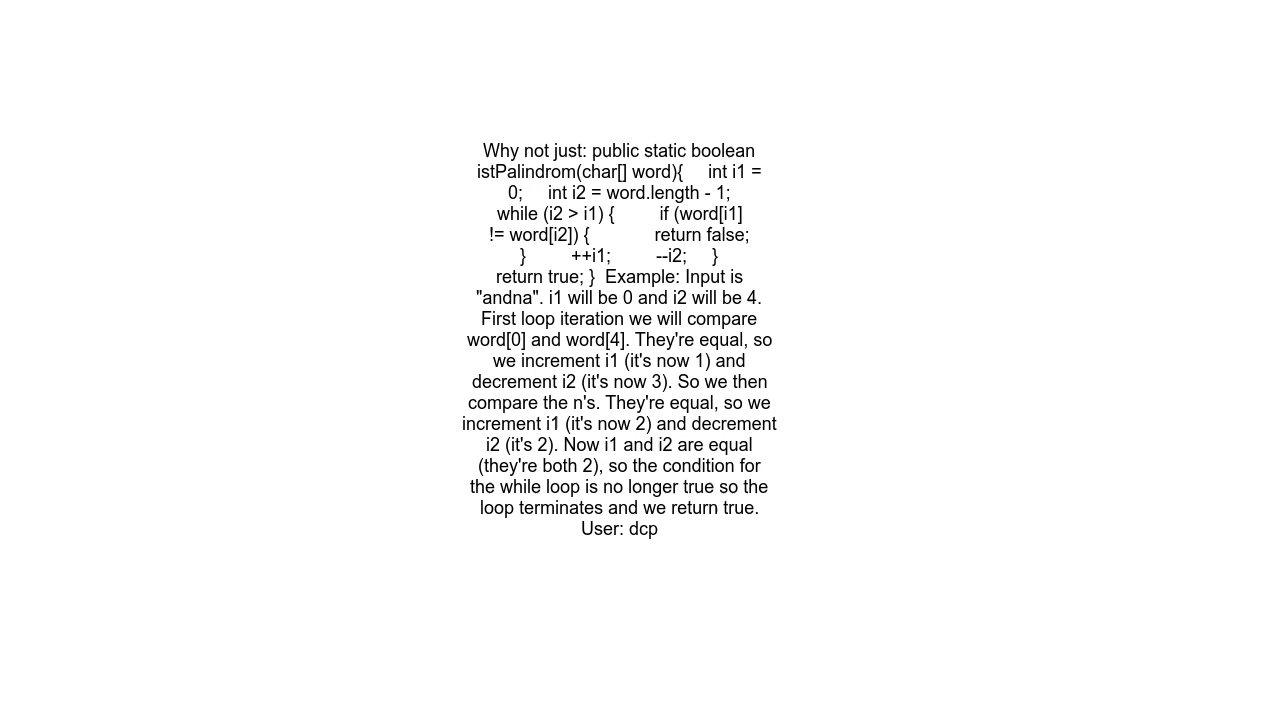 Why not just: public static boolean
istPalindrom(char[] word){     int i1 =
0;     int i2 = word.length - 1;
while (i2 > i1) {         if (word[i1]
!= word[i2]) {             return false;
}         ++i1;         --i2;     }
return true; }  Example: Input is
"andna". i1 will be 0 and i2 will be 4.
First loop iteration we will compare
word[0] and word[4]. They're equal, so
we increment i1 (it's now 1) and
decrement i2 (it's now 3). So we then
compare the n's. They're equal, so we
increment i1 (it's now 2) and decrement
i2 (it's 2). Now i1 and i2 are equal
(they're both 2), so the condition for
the while loop is no longer true so the
loop terminates and we return true.
User: dcp